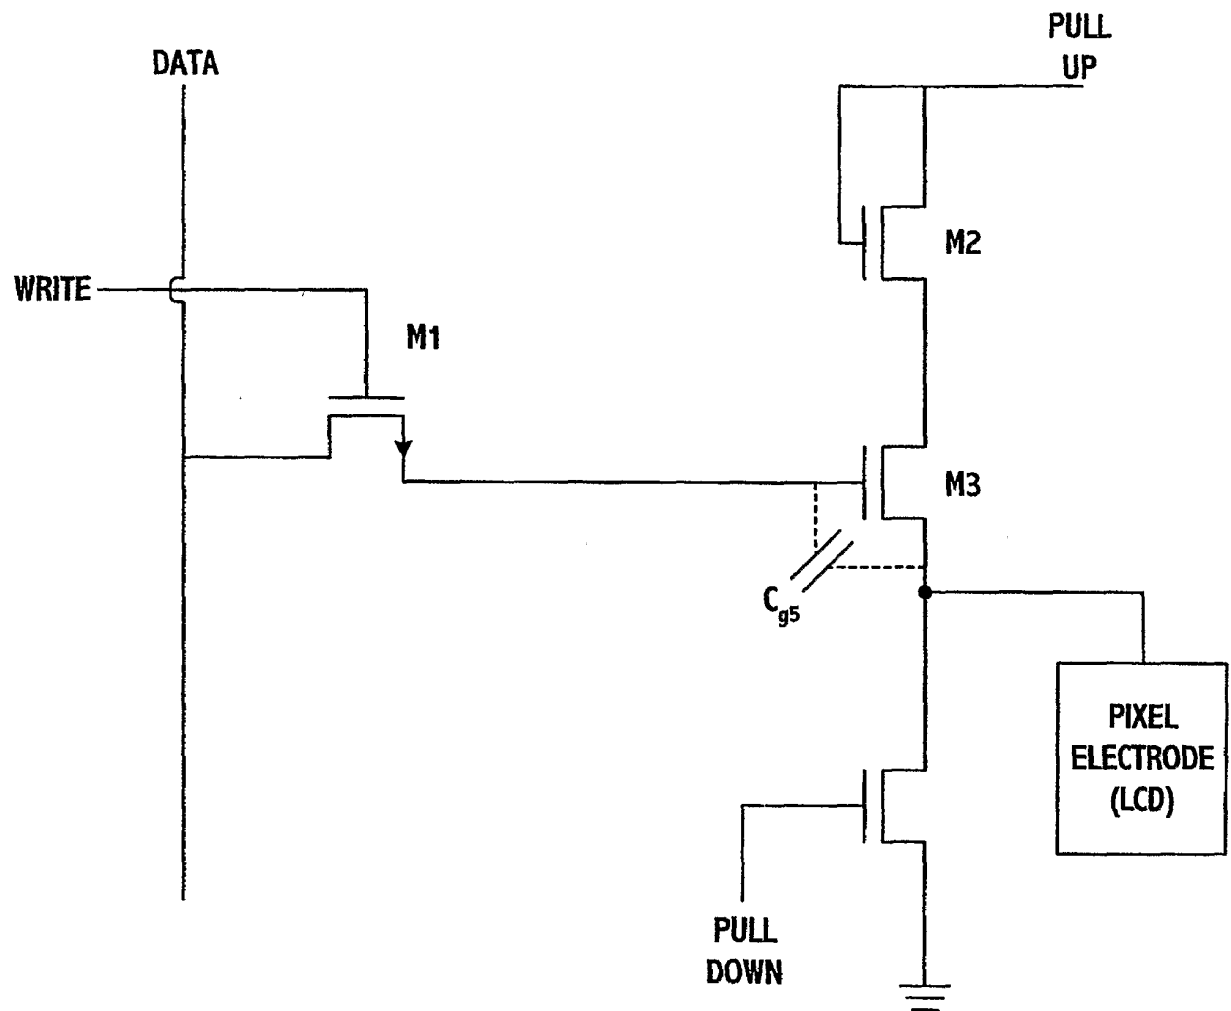 PULL
UP
DATA
M2
WRITE
M1
M3
Cg5
PIXEL
ELECTRODE
(LCD)
PULL
DOWN